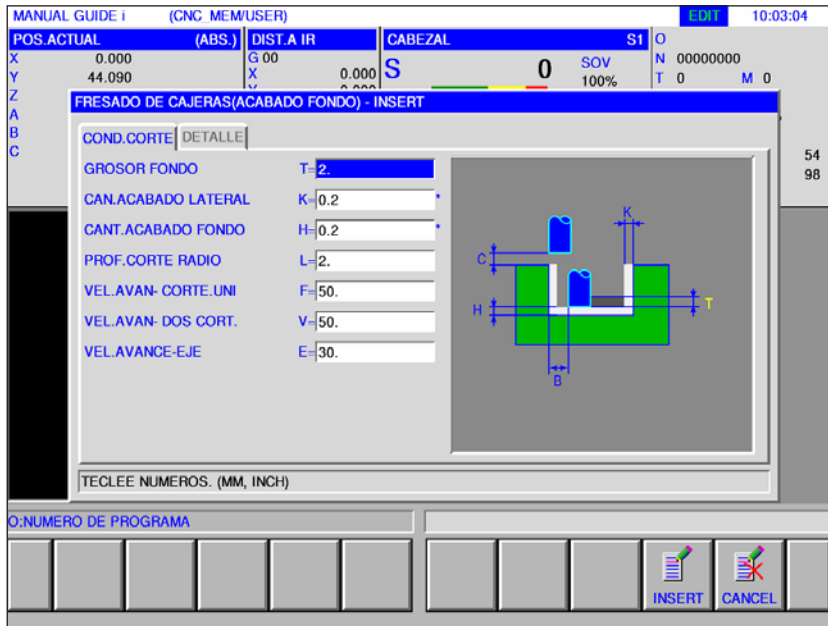 MANUAL GUIDE i (CNC_MEM/USER) EDIT 10:03:04
POS.ACTUAL (ABS.) DIST.A IR CABEZAL S1 O
X 0.000 G 00 S 0 SOV 100% N 00000000
Y 44.090 X 0.000 T 0 M 0
Z
A
B
C
54
98
FRESADO DE CAJERAS(ACABADO FONDO) - INSERT
COND.CORTE DETALLE
GROSOR FONDO T=2.
CAN.ACABADO LATERAL K=0.2 *
CANT.ACABADO FONDO H=0.2 *
PROF.CORTE RADIO L=2.
VEL.AVAN- CORTE.UNI F=50.
VEL.AVAN- DOS CORT. V=50.
VEL.AVANCE-EJE E=30.
K
C
H
T
B
TECLEE NUMEROS. (MM, INCH)
O:NUMERO DE PROGRAMA
INSERT CANCEL